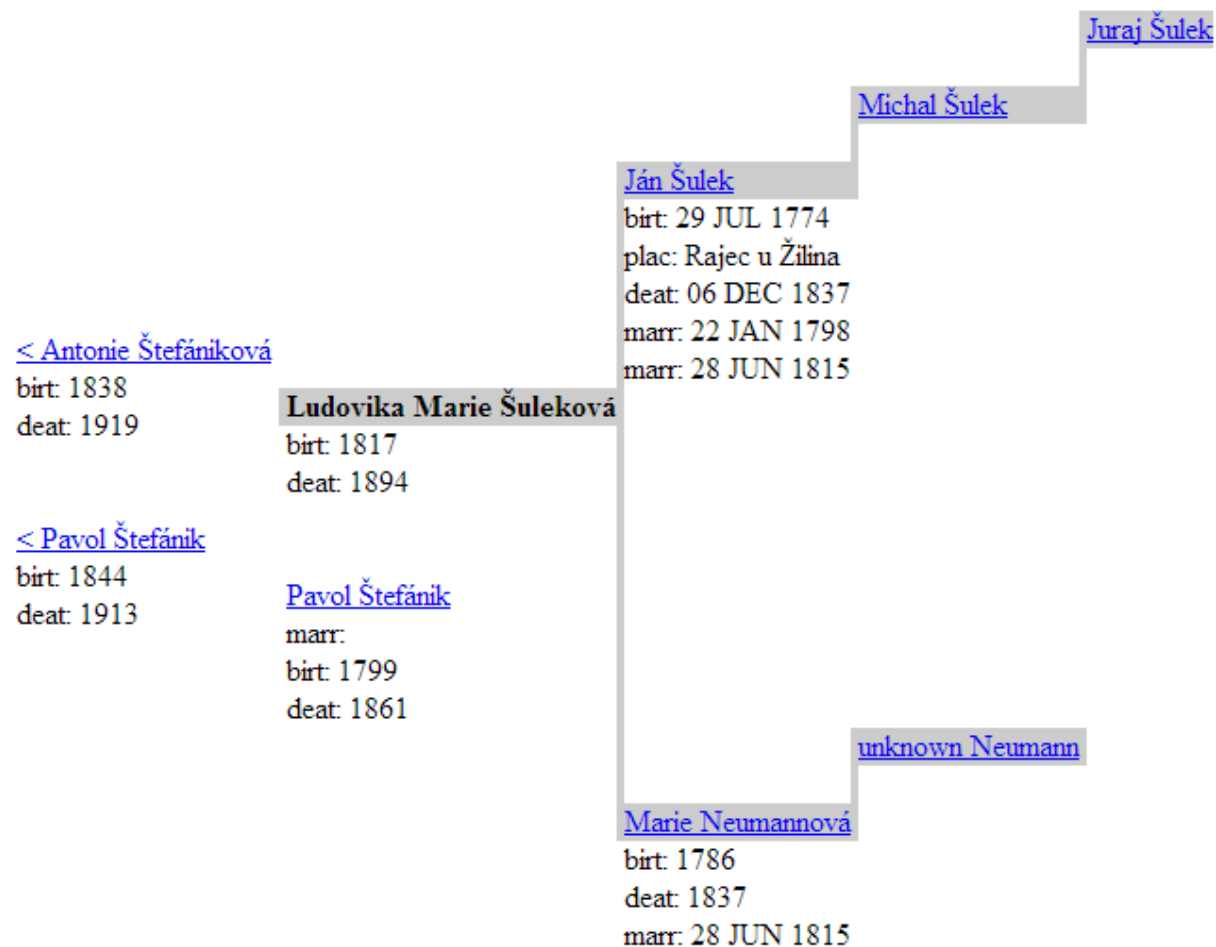 Juraj Šulek
Michal Šulek
Ján Šulek
birt: 29 JUL 1774
plac: Rajec u Žilina
deat: 06 DEC 1837
marr: 22 JAN 1798
marr: 28 JUN 1815
< Antonie Štefániková
birt: 1838
deat: 1919
Ludovika Marie Šuleková
birt: 1817
deat: 1894
< Pavol Štefánik
birt: 1844
deat: 1913
Pavol Štefánik
marr:
birt: 1799
deat: 1861
unknown Neumann
Marie Neumannová
birt: 1786
deat: 1837
marr: 28 JUN 1815